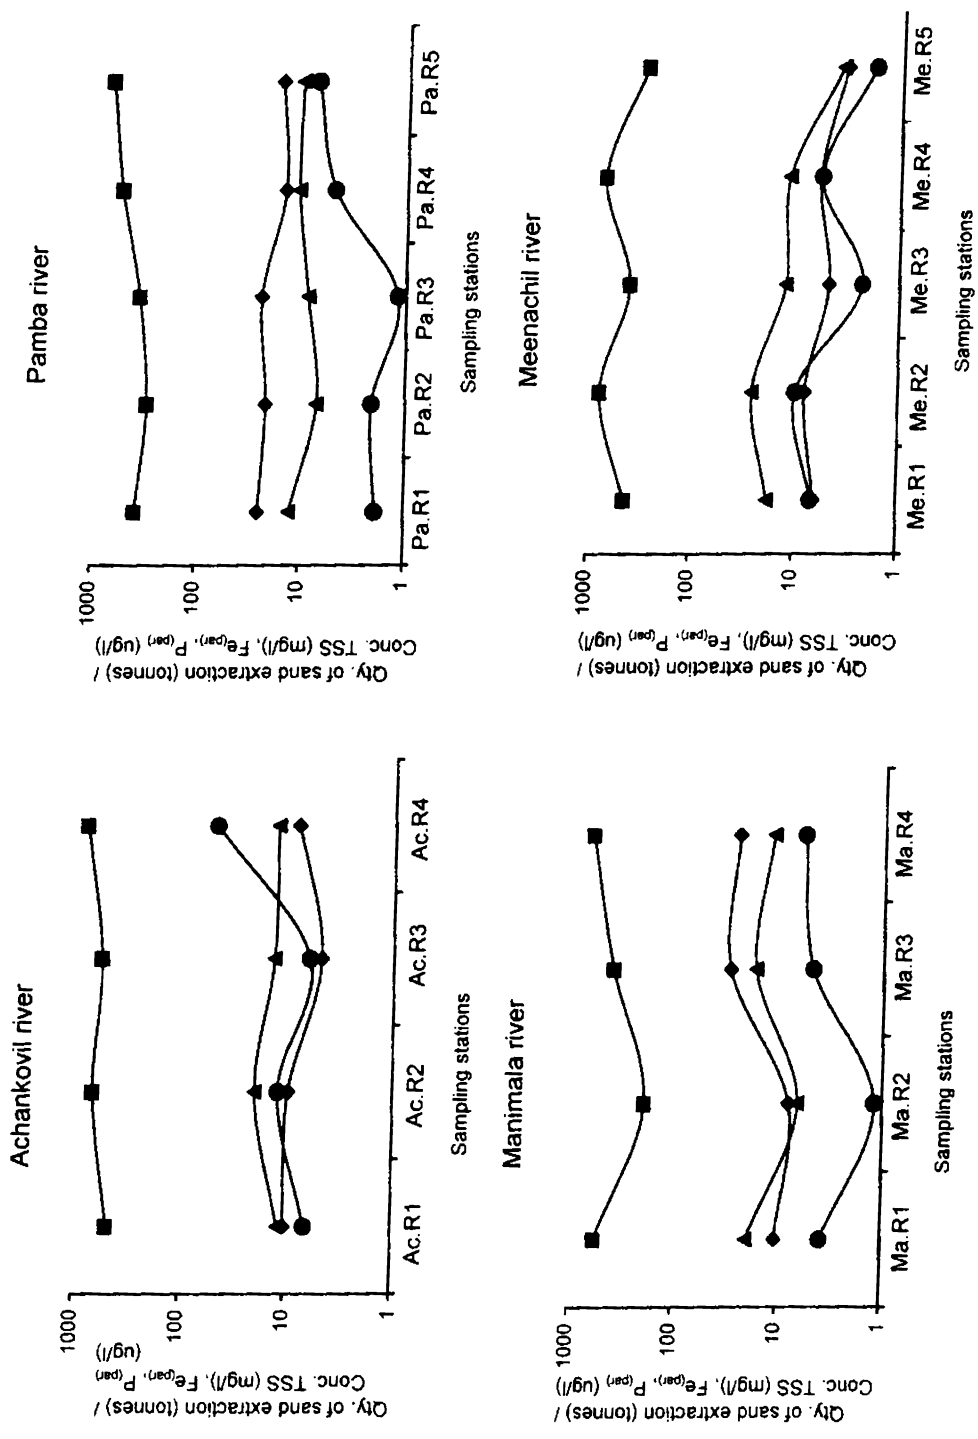 Achankovil river
1000
100
10
1
Qty. of sand extraction (tonnes) /
Conc. TSS (mg/l), Fe(par), P(par)
(ug/l)
Ac.R1 Ac.R2 Ac.R3 Ac.R4
Sampling stations
Pamba river
1000
100
10
1
Qty. of sand extraction (tonnes) /
Conc. TSS (mg/l), Fe(par), P(par)
(ug/l)
Pa.R1 Pa.R2 Pa.R3 Pa.R4 Pa.R5
Sampling stations
Manimala river
1000
100
10
1
Qty. of sand extraction (tonnes) /
Conc. TSS (mg/l), Fe(par), P(par) (ug/l)
Ma.R1 Ma.R2 Ma.R3 Ma.R4
Sampling stations
Meenachil river
1000
100
10
1
Qty. of sand extraction (tonnes) /
Conc. TSS (mg/l), Fe(par), P(par)
(ug/l)
Me.R1 Me.R2 Me.R3 Me.R4 Me.R5
Sampling stations